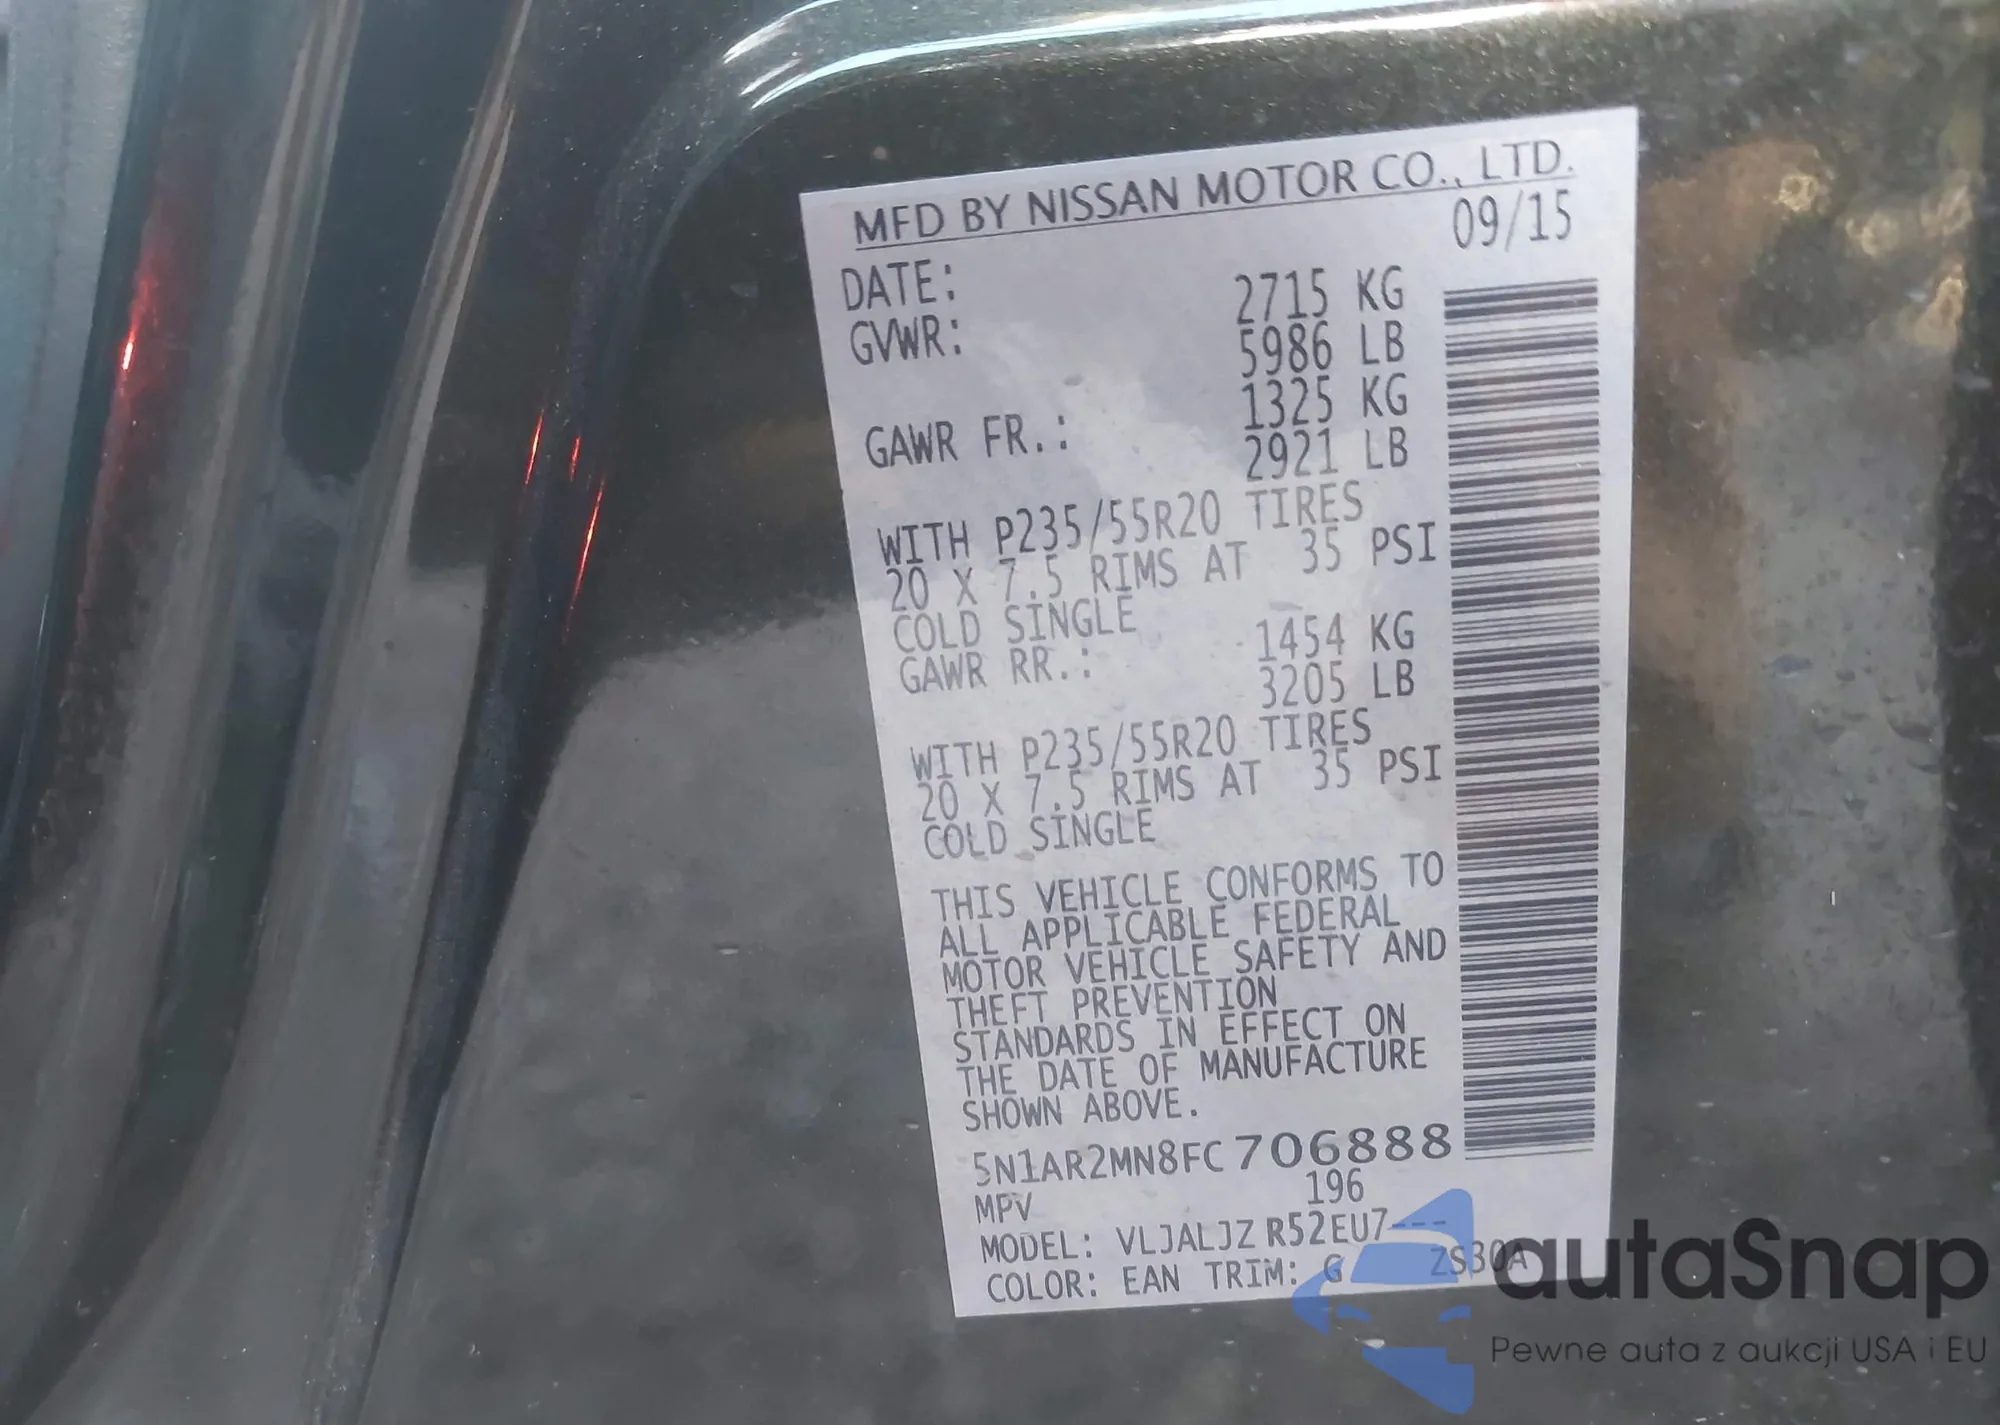 MFD BY NISSAN MOTOR CO., LTD.
DATE: 09/15
GVWR: 2715 KG
5986 LB
GAWR FR.: 1325 KG
2921 LB
WITH P235/55R20 TIRES
20 X 7.5 RIMS AT 35 PSI
COLD SINGLE
GAWR RR.: 1454 KG
3205 LB
WITH P235/55R20 TIRES
20 X 7.5 RIMS AT 35 PSI
COLD SINGLE
THIS VEHICLE CONFORMS TO
ALL APPLICABLE FEDERAL
MOTOR VEHICLE SAFETY AND
THEFT PREVENTION
STANDARDS IN EFFECT ON
THE DATE OF MANUFACTURE
SHOWN ABOVE.
5N1AR2MN8FC706888
MPV 196
MODEL: VLJALJZ R52EU7---
COLOR: EAN TRIM: G ZS30A
autaSnap
Pewne auta z aukcji USA i EU